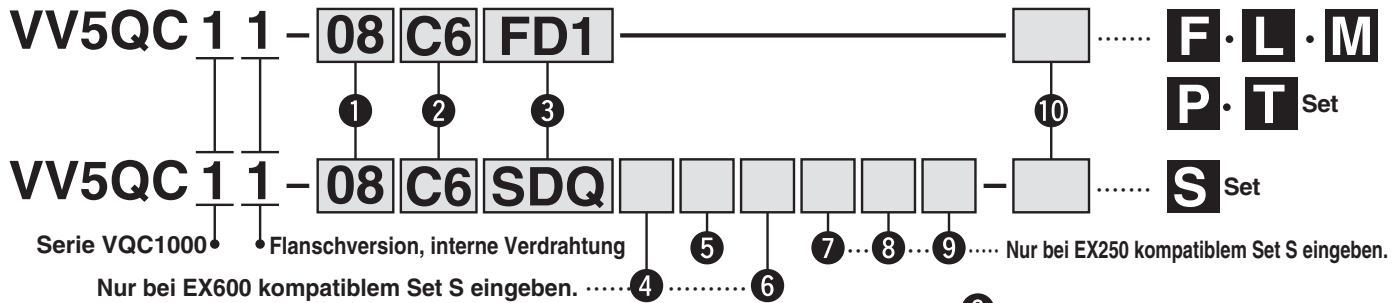 VV5QC 1 1 – 08 C6 FD1 ······· F · L · M
1 2 3 10 P · T Set
VV5QC 1 1 – 08 C6 SDQ – ······· S Set
Serie VQC1000 Flanschversion, interne Verdrahtung 5 7 8 9 Nur bei EX250 kompatiblem Set S eingeben.
Nur bei EX600 kompatiblem Set S eingeben. 4 6